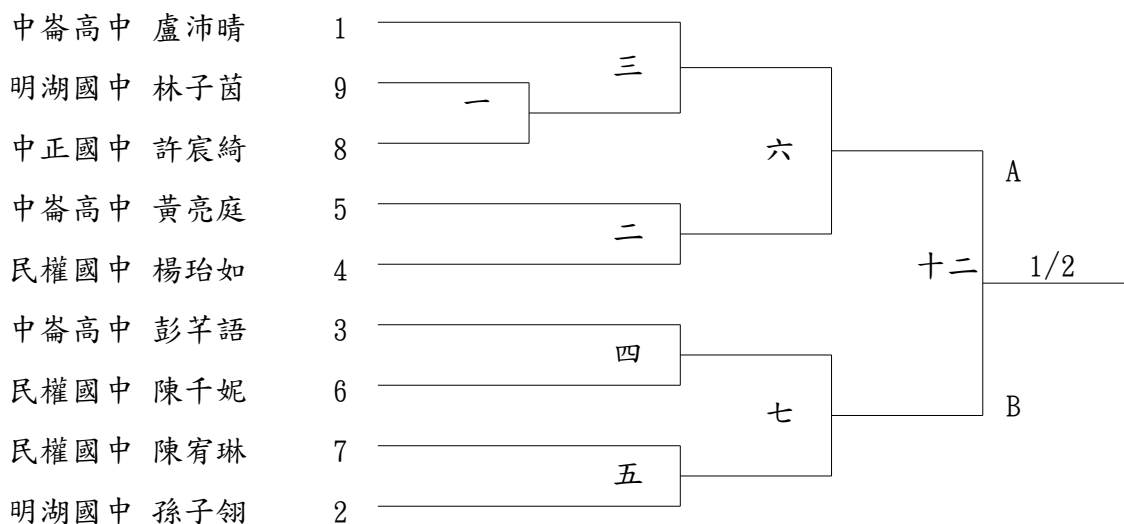 中崙高中 盧沛晴 1
三
明湖國中 林子茵 9
一
中正國中 許宸綺 8
六
A
中崙高中 黃亮庭 5
二
民權國中 楊珆如 4
十二 1/2
中崙高中 彭芊語 3
四
民權國中 陳千妮 6
七
B
民權國中 陳宥琳 7
五
明湖國中 孫子翎 2